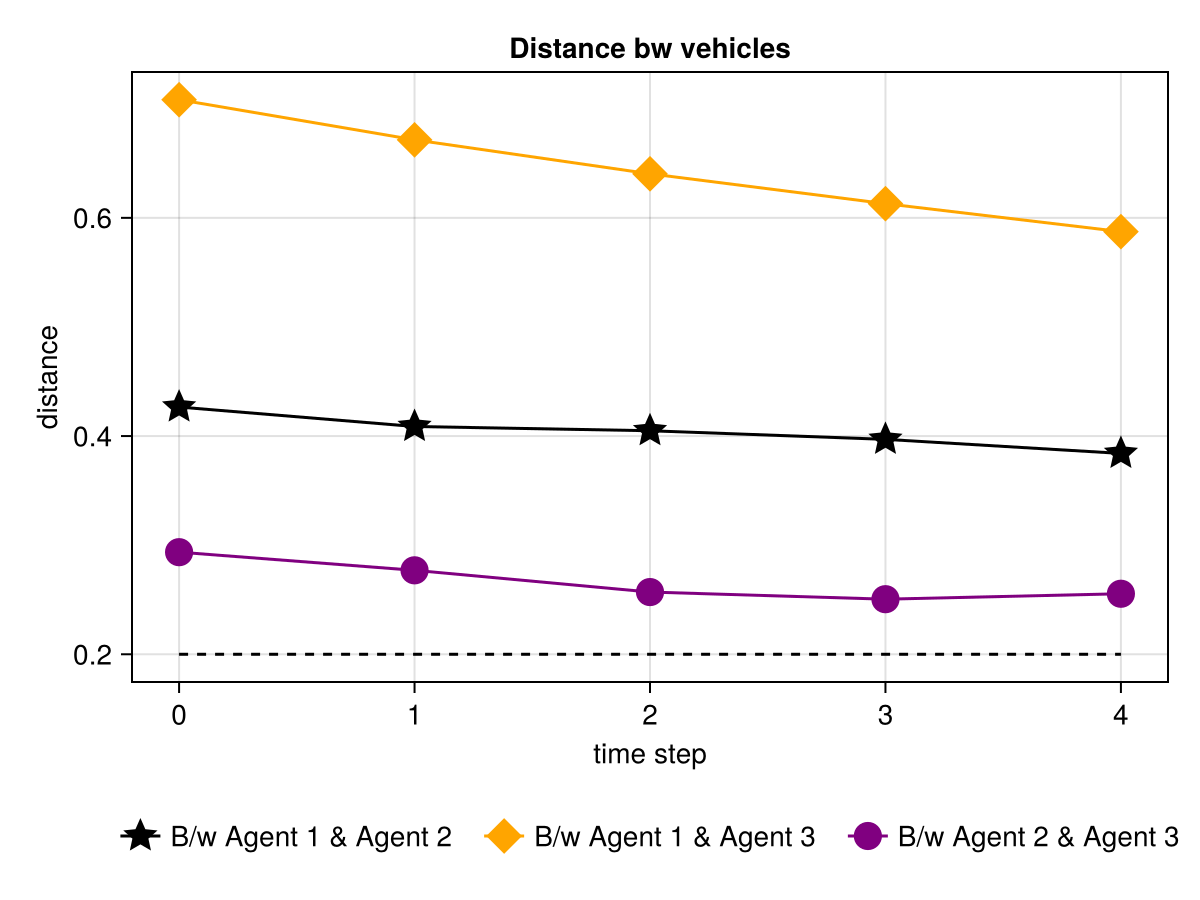 Distance bw vehicles
distance
0.6
0.4
0.2
0 1 2 3 4
time step
B/w Agent 1 & Agent 2 B/w Agent 1 & Agent 3 B/w Agent 2 & Agent 3